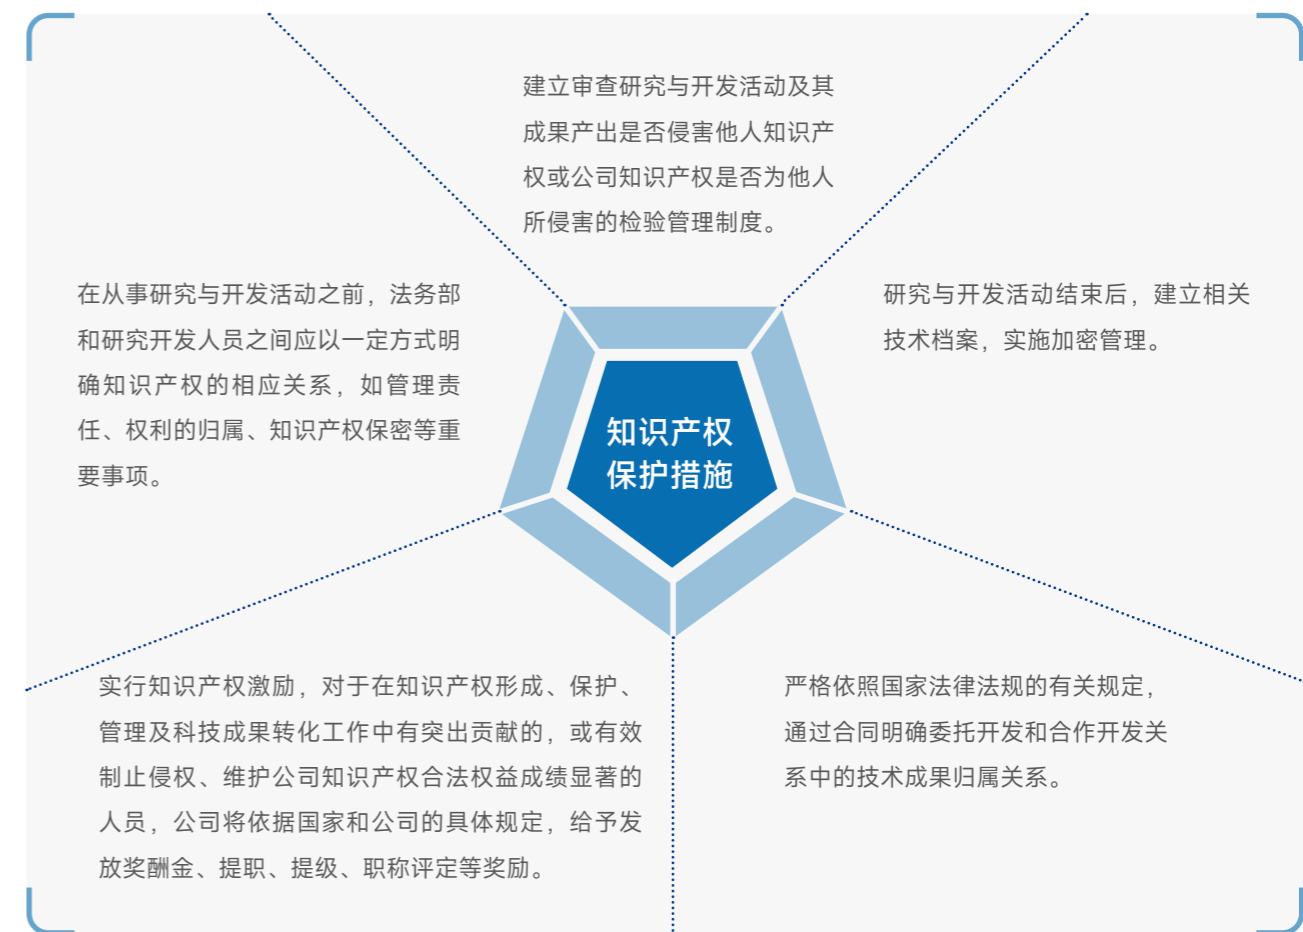 建立审查研究与开发活动及其
成果产出是否侵害他人知识产
权或公司知识产权是否为他人
所侵害的检验管理制度。
在从事研究与开发活动之前，法务部
和研究开发人员之间应以一定方式明
确知识产权的相应关系，如管理责
任、权利的归属、知识产权保密等重
要事项。
研究与开发活动结束后，建立相关
技术档案，实施加密管理。
知识产权
保护措施
实行知识产权激励，对于在知识产权形成、保护、
管理及科技成果转化工作中有突出贡献的，或有效
制止侵权、维护公司知识产权合法权益成绩显著的
人员，公司将依据国家和公司的具体规定，给予发
放奖酬金、提职、提级、职称评定等奖励。
严格依照国家法律法规的有关规定，
通过合同明确委托开发和合作开发关
系中的技术成果归属关系。